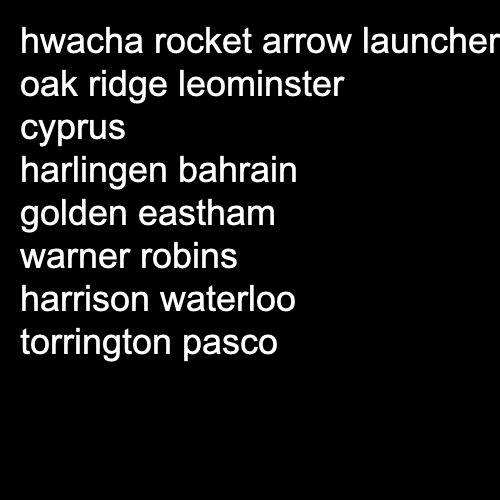 hwacha rocket arrow launcher
oak ridge leominster
cyprus
harlingen bahrain
golden eastham
warner robins
harrison waterloo
torrington pasco